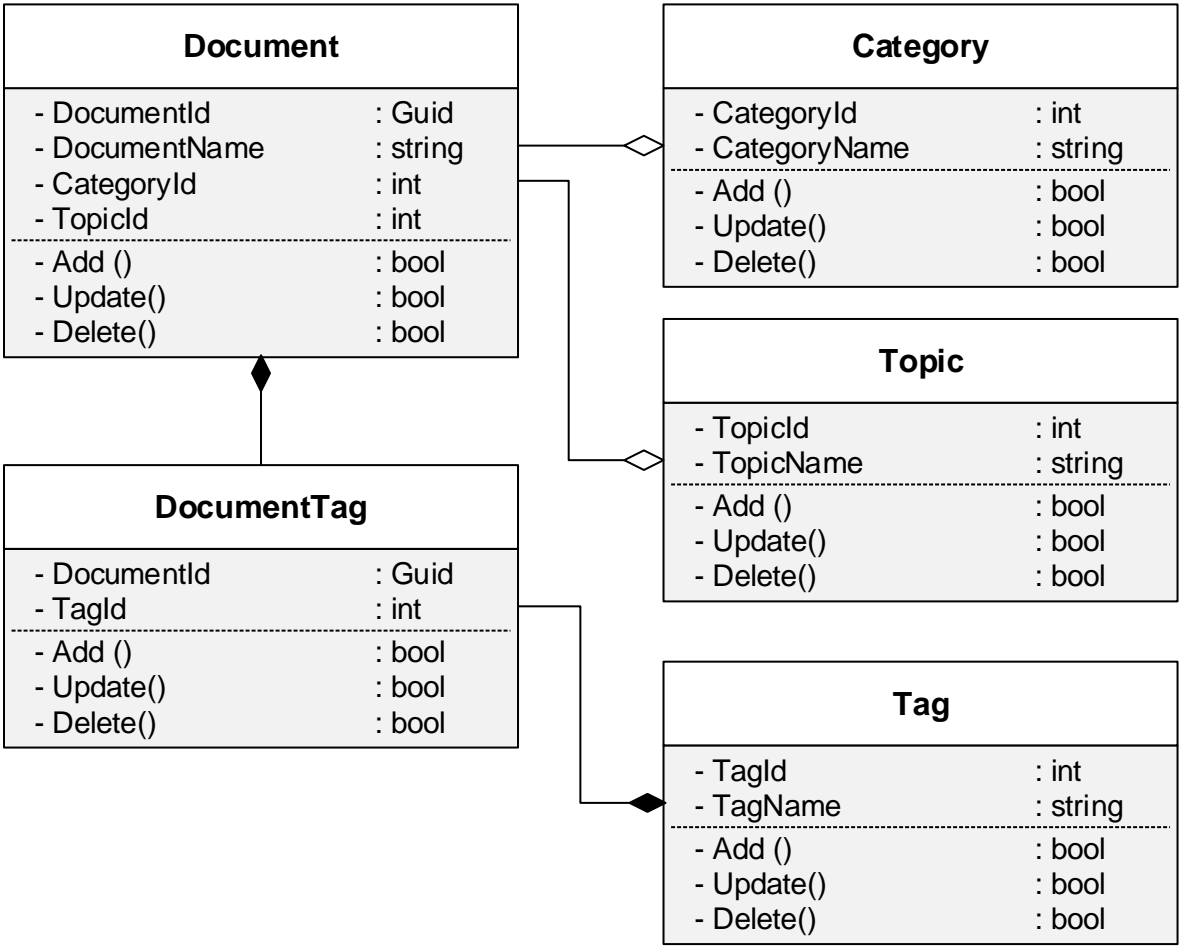 Document
- DocumentId : Guid
- DocumentName : string
- CategoryId : int
- TopicId : int
- Add () : bool
- Update() : bool
- Delete() : bool
Category
- CategoryId : int
- CategoryName : string
- Add () : bool
- Update() : bool
- Delete() : bool
Topic
- TopicId : int
- TopicName : string
- Add () : bool
- Update() : bool
- Delete() : bool
DocumentTag
- DocumentId : Guid
- TagId : int
- Add () : bool
- Update() : bool
- Delete() : bool
Tag
- TagId : int
- TagName : string
- Add () : bool
- Update() : bool
- Delete() : bool